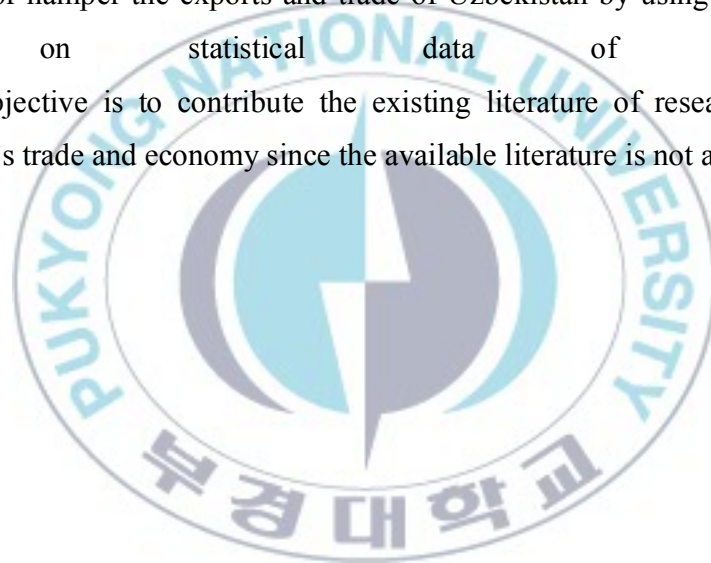 or hamper the exports and trade of Uzbekistan by using
on statistical data of
jective is to contribute the existing literature of resea
's trade and economy since the available literature is not a
PUKYONG NATIONAL UNIVERSITY
부경대학교